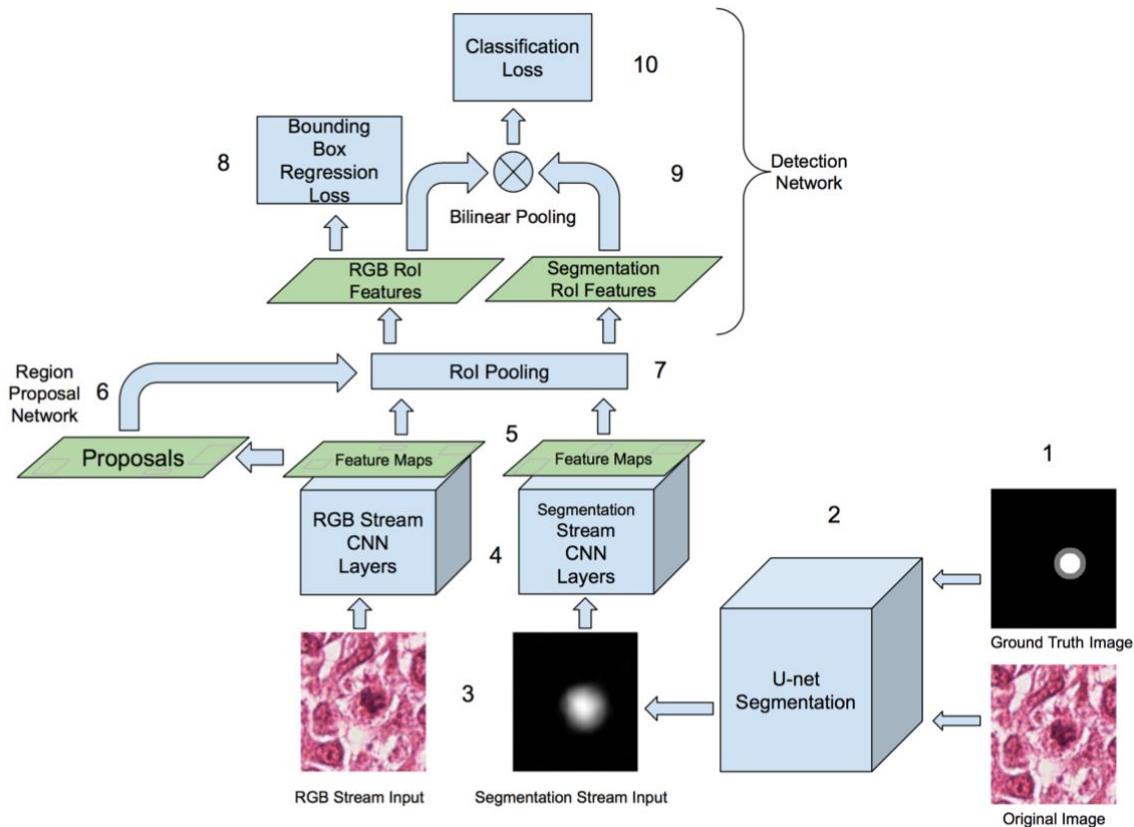 Classification
Loss
10
Bounding
Box
Regression
Loss
8
9
Detection
Network
Bilinear Pooling
RGB RoI
Features
Segmentation
RoI Features
Region
Proposal
Network
6
RoI Pooling
7
Proposals
Feature Maps
5
Feature Maps
1
RGB Stream
CNN
Layers
4
Segmentation
Stream
CNN
Layers
2
Ground Truth Image
U-net
Segmentation
3
RGB Stream Input
Segmentation Stream Input
Original Image